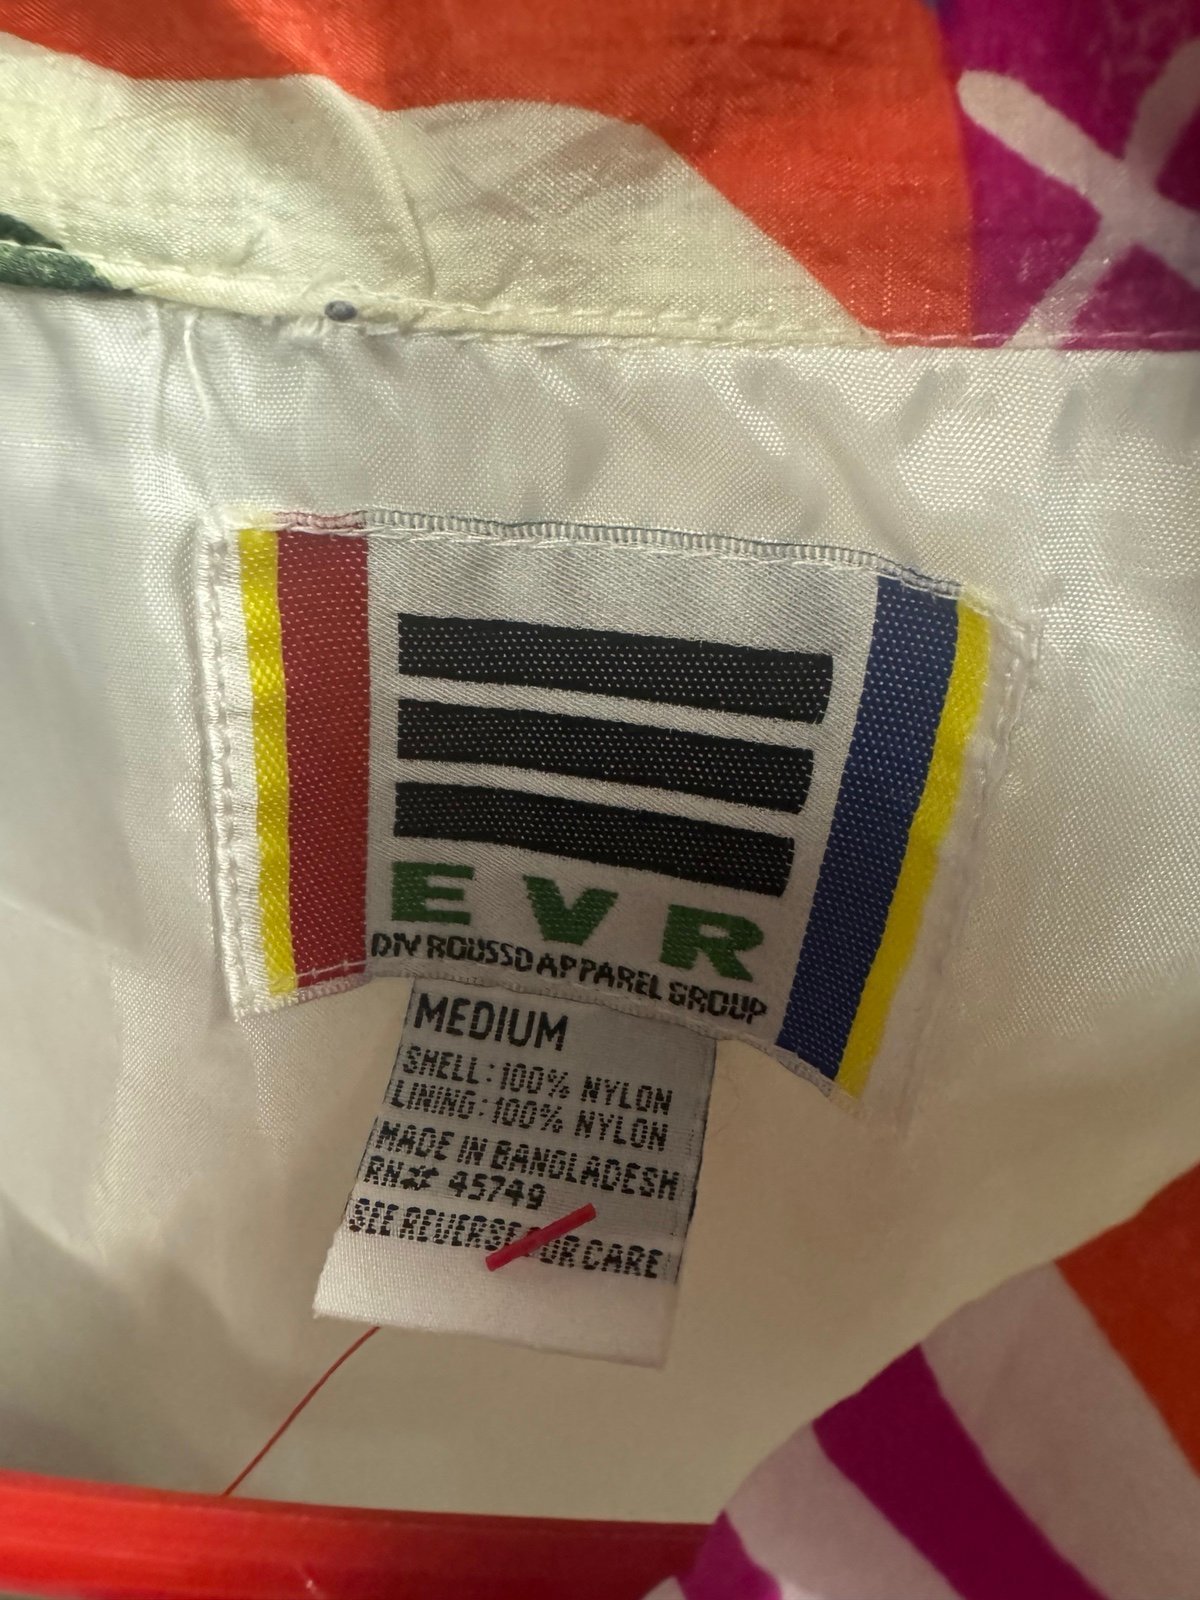 EVR
DIV ROUSSO APPAREL GROUP
MEDIUM
SHELL: 100% NYLON
LINING: 100% NYLON
MADE IN BANGLADESH
RN# 45749
SEE REVERSE FOR CARE